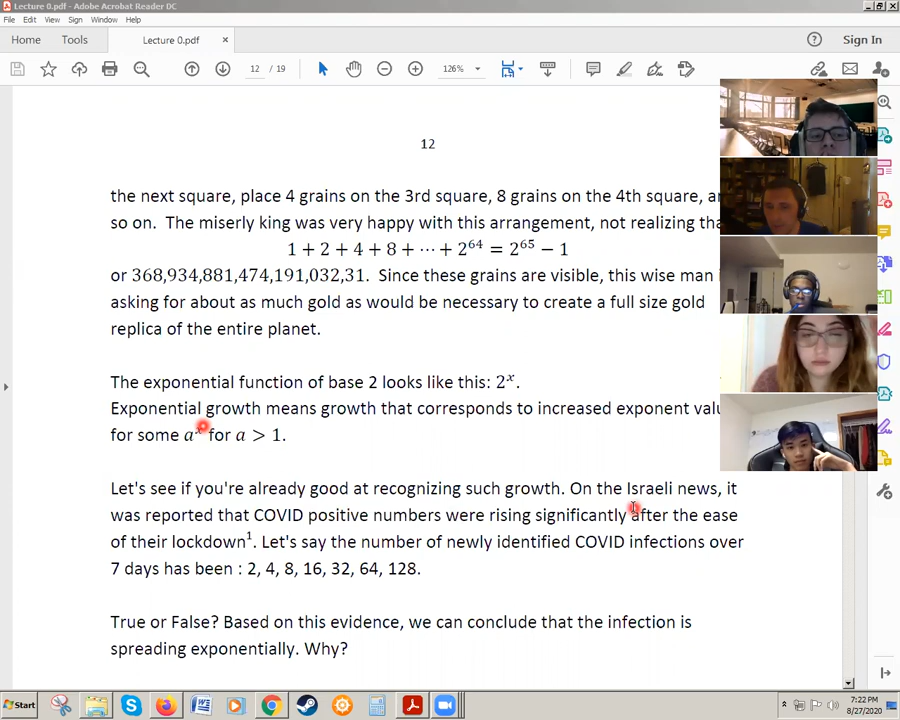 Lecture 0.pdf - Adobe Acrobat Reader DC
File Edit View Sign Window Help
Home Tools Lecture 0.pdf × Sign In
12 / 19 126%
12
the next square, place 4 grains on the 3rd square, 8 grains on the 4th square,
so on. The miserly king was very happy with this arrangement, not realizing
1 + 2 + 4 + 8 + ⋯ + 2^64 = 2^65 − 1
or 368,934,881,474,191,032,31. Since these grains are visible, this wise man
asking for about as much gold as would be necessary to create a full size gold
replica of the entire planet.
The exponential function of base 2 looks like this: 2^x.
Exponential growth means growth that corresponds to increased exponent
for some a^x for a > 1.
Let's see if you're already good at recognizing such growth. On the Israeli news, it
was reported that COVID positive numbers were rising significantly after the ease
of their lockdown¹. Let's say the number of newly identified COVID infections over
7 days has been : 2, 4, 8, 16, 32, 64, 128.
True or False? Based on this evidence, we can conclude that the infection is
spreading exponentially. Why?
Start
7:22 PM
8/27/2020